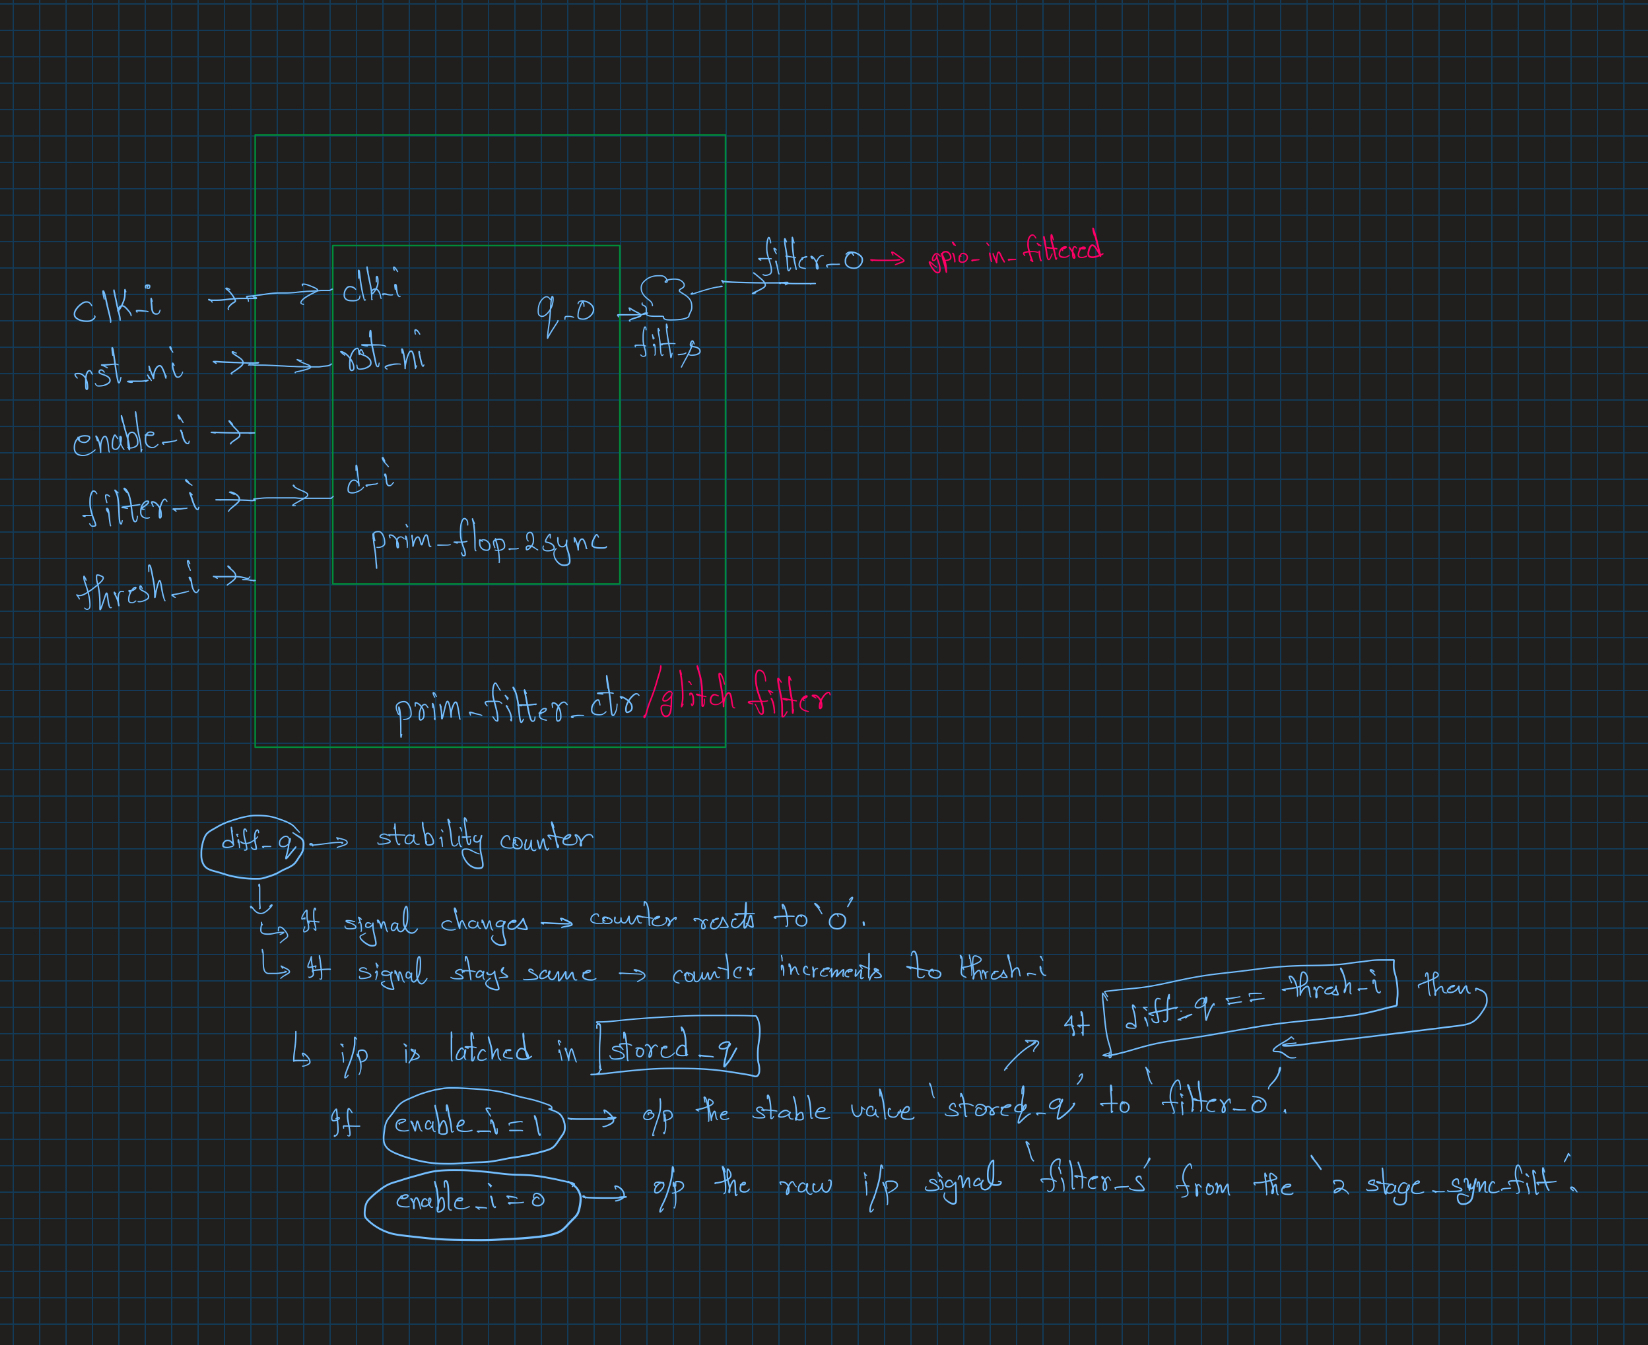 filter_o → gpio_in_filtered
clk_i → → clk_i
q_o →
filt_s
rst_ni → → rst_ni
enable_i →
filter_i → → d_i
prim_flop_2sync
thresh_i →
prim_filter_ctr /glitch filter
diff_q → stability counter
↳ If signal changes → counter resets to '0'.
↳ If signal stays same → counter increments to thresh_i
If diff_q == thresh_i then
↳ i/p is latched in stored_q
If enable_i = 1 → o/p the stable value 'stored_q' to 'filter_o'.
enable_i = 0 → o/p the raw i/p signal 'filter_s' from the '2 stage_sync_filt'.